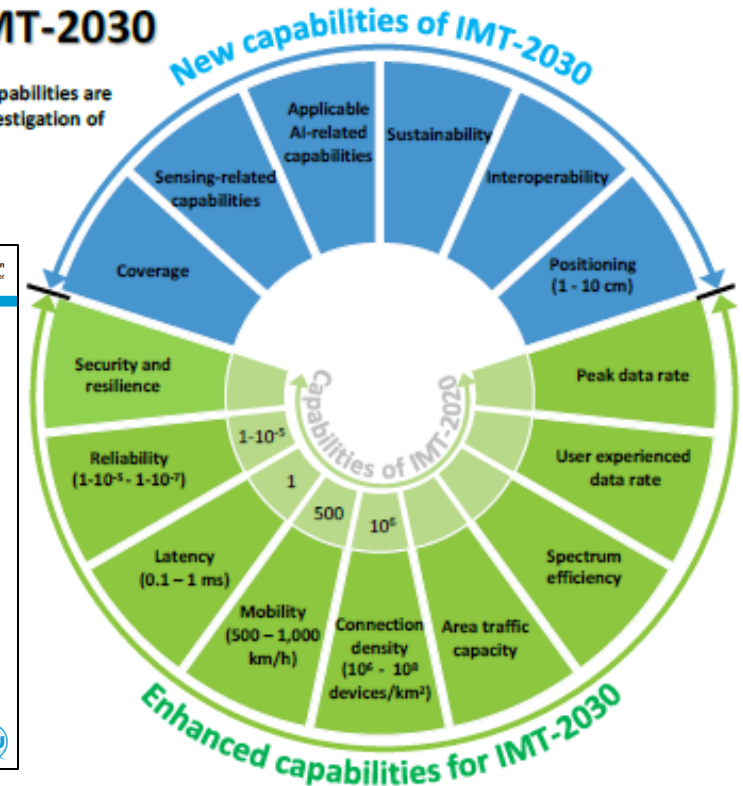 MT-2030
pabilities are
estigation of
New capabilities of IMT-2030
Applicable
AI-related
capabilities
Sustainability
Sensing-related
capabilities
Interoperability
Coverage
Positioning
(1 - 10 cm)
Security and
resilience
Peak data rate
Capabilities of IMT-2020
Reliability
(1-10⁻⁵ - 1-10⁻⁷)
1-10⁻⁵
User experienced
data rate
1
Latency
(0.1 – 1 ms)
500
10⁶
Spectrum
efficiency
Mobility
(500 – 1,000
km/h)
Connection
density
(10⁶ - 10⁸
devices/km²)
Area traffic
capacity
Enhanced capabilities for IMT-2030